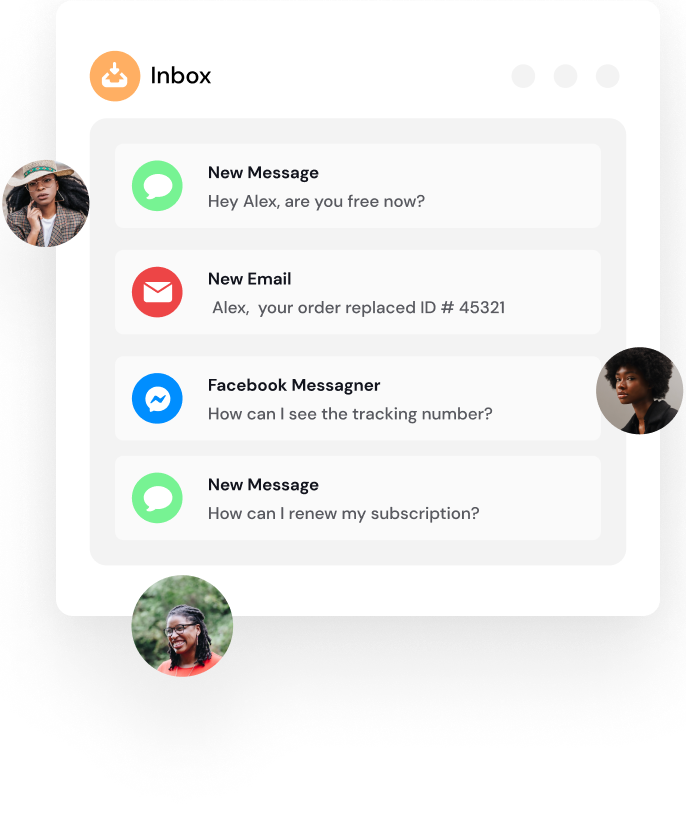 Inbox
New Message
Hey Alex, are you free now?
New Email
Alex,  your order replaced ID # 45321
Facebook Messagner
How can I see the tracking number?
New Message
How can I renew my subscription?